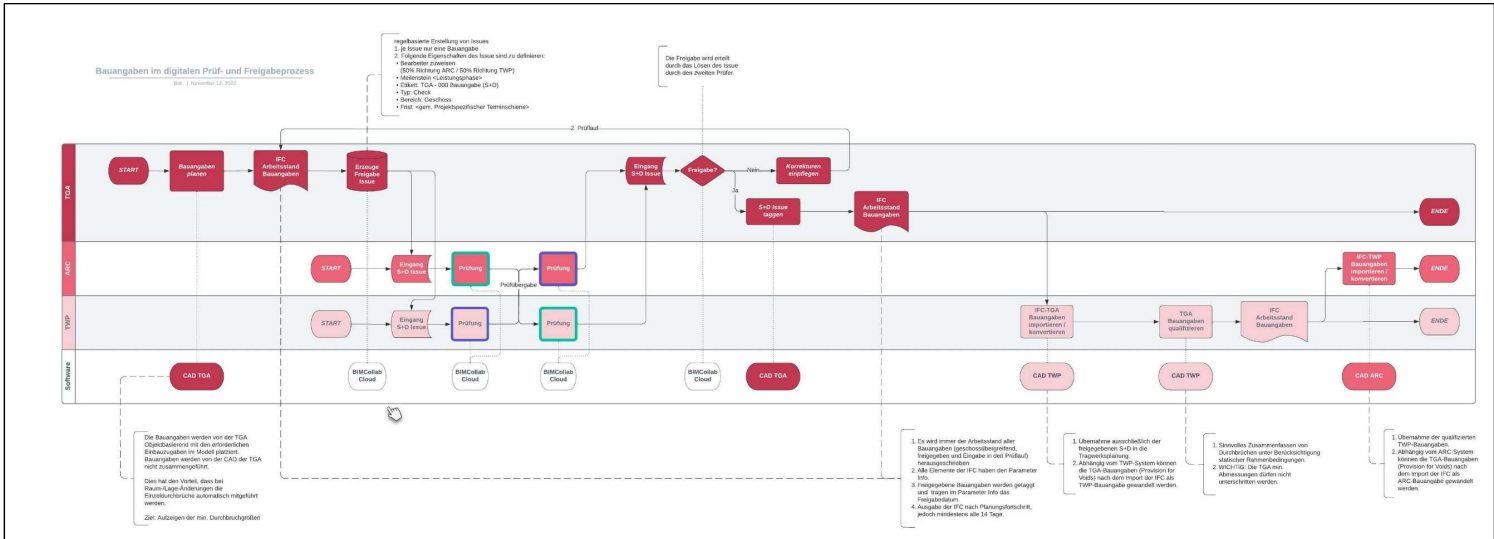 Bauangaben im digitalen Prüf- und Freigabeprozess
November 13, 2022
regelbasierte Erstellung von Issues
1. je Issue nur eine Bauangabe
2. Folgende Eigenschaften des Issue sind zu definieren:
• Bearbeiter zuweisen
(50% Richtung ARC / 50% Richtung TWP)
• Meilenstein <Leistungsphase>
• Etikett: TGA - 000 Bauangabe (S+D)
• Typ: Check
• Bereich: Geschoss
• Frist: <gem. Projektspezifischer Terminschiene>
Die Freigabe wird erteilt
durch das Lösen des Issue
durch den zweiten Prüfer.
2. Prüflauf
TGA
START
Bauangaben
planen
IFC
Arbeitsstand
Bauangaben
Erzeuge
Freigabe
Issue
Eingang
S+D Issue
Freigabe?
Nein
Korrekturen
einpflegen
Ja
S+D Issue
taggen
IFC
Arbeitsstand
Bauangaben
ENDE
ARC
START
Eingang
S+D Issue
Prüfung
Prüfung
Prüfübergabe
IFC-TWP
Bauangaben
importieren /
konvertieren
ENDE
TWP
START
Eingang
S+D Issue
Prüfung
Prüfung
IFC-TGA
Bauangaben
importieren /
konvertieren
TGA
Bauangaben
qualifizieren
IFC
Arbeitsstand
Bauangaben
ENDE
Software
CAD TGA
BIMCollab
Cloud
BIMCollab
Cloud
BIMCollab
Cloud
BIMCollab
Cloud
CAD TGA
CAD TWP
CAD TWP
CAD ARC
Die Bauangaben werden von der TGA
Objektbasierend mit den erforderlichen
Einbauzugaben im Modell platziert.
Bauangaben werden von der CAD der TGA
nicht zusammengeführt.
Dies hat den Vorteil, dass bei
Raum-/Lage-Änderungen die
Einzeldurchbrüche automatisch mitgeführt
werden.
Ziel: Aufzeigen der min. Durchbruchgrößen
1. Es wird immer der Arbeitsstand aller
Bauangaben (geschossübergreifend,
freigegeben und Eingabe in den Prüflauf)
herausgeschrieben
2. Alle Elemente der IFC haben den Parameter
Info.
3. Freigegebene Bauangaben werden getaggt
und tragen im Parameter Info das
Freigabedatum.
4. Ausgabe der IFC nach Planungsfortschritt,
jedoch mindestens alle 14 Tage.
1. Übernahme ausschließlich der
freigegebenen S+D in die
Tragwerksplanung.
2. Abhängig vom TWP-System können
die TGA-Bauangaben (Provision for
Voids) nach dem Import der IFC als
TWP-Bauangabe gewandelt werden.
1. Sinnvolles Zusammenfassen von
Durchbrüchen unter Berücksichtigung
statischer Rahmenbedingungen.
2. WICHTIG: Die TGA min.
Abmessungen dürfen nicht
unterschritten werden.
1. Übernahme der qualifizierten
TWP-Bauangaben.
2. Abhängig vom ARC-System
können die TGA-Bauangaben
(Provision for Voids) nach
dem Import der IFC als
ARC-Bauangabe gewandelt
werden.